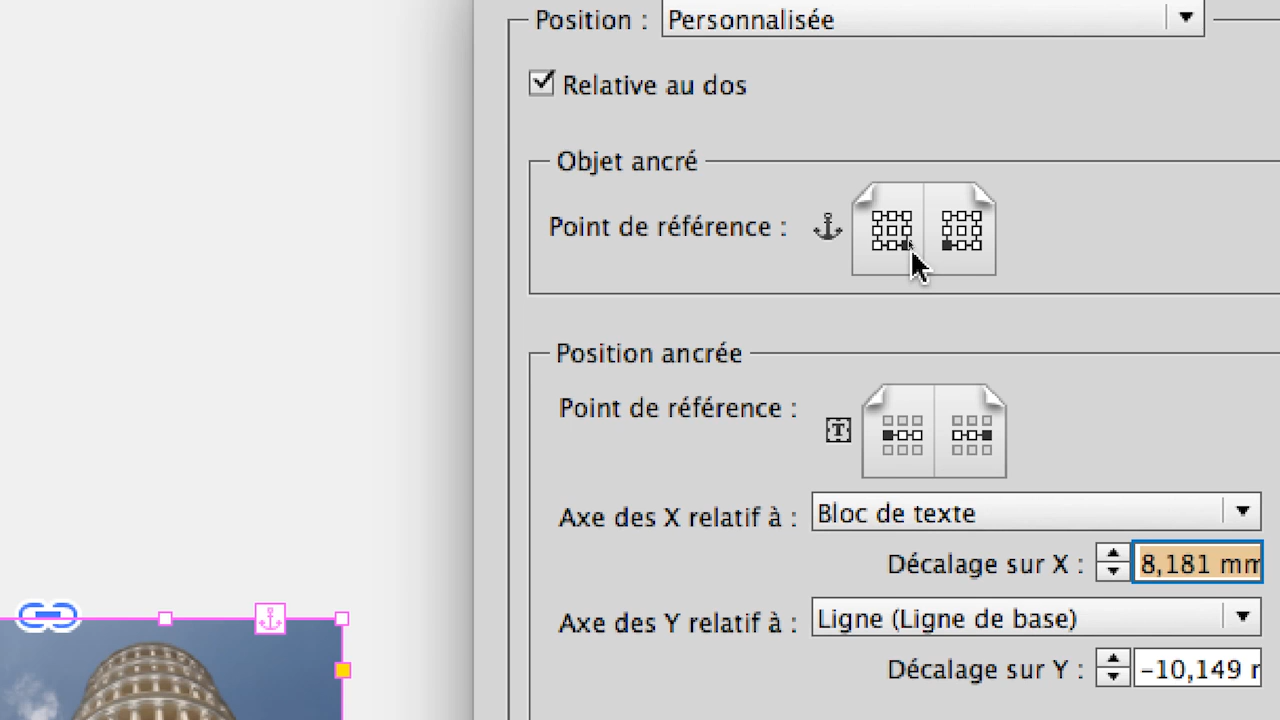 Position : Personnalisée
Relative au dos
Objet ancré
Point de référence :
Position ancrée
Point de référence :
T
Axe des X relatif à : Bloc de texte
Décalage sur X : 8,181 mm
Axe des Y relatif à : Ligne (Ligne de base)
Décalage sur Y : -10,149